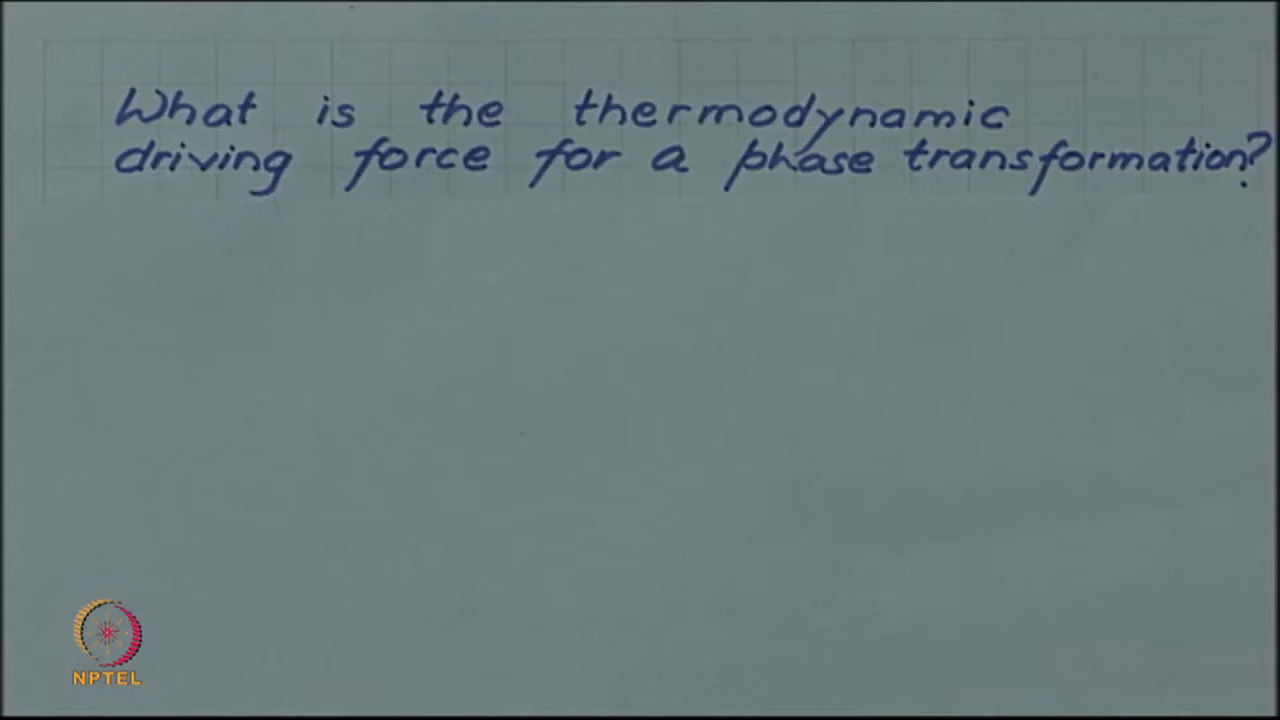 What is the thermodynamic
driving force for a phase transformation?
NPTEL